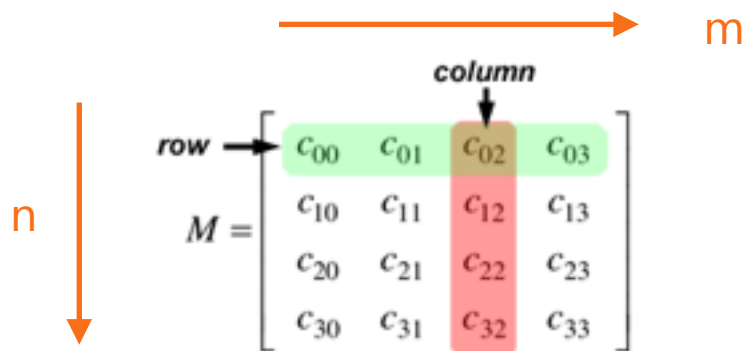 m
column
row
c₀₀ c₀₁ c₀₂ c₀₃
n
M =
c₁₀ c₁₁ c₁₂ c₁₃
c₂₀ c₂₁ c₂₂ c₂₃
c₃₀ c₃₁ c₃₂ c₃₃